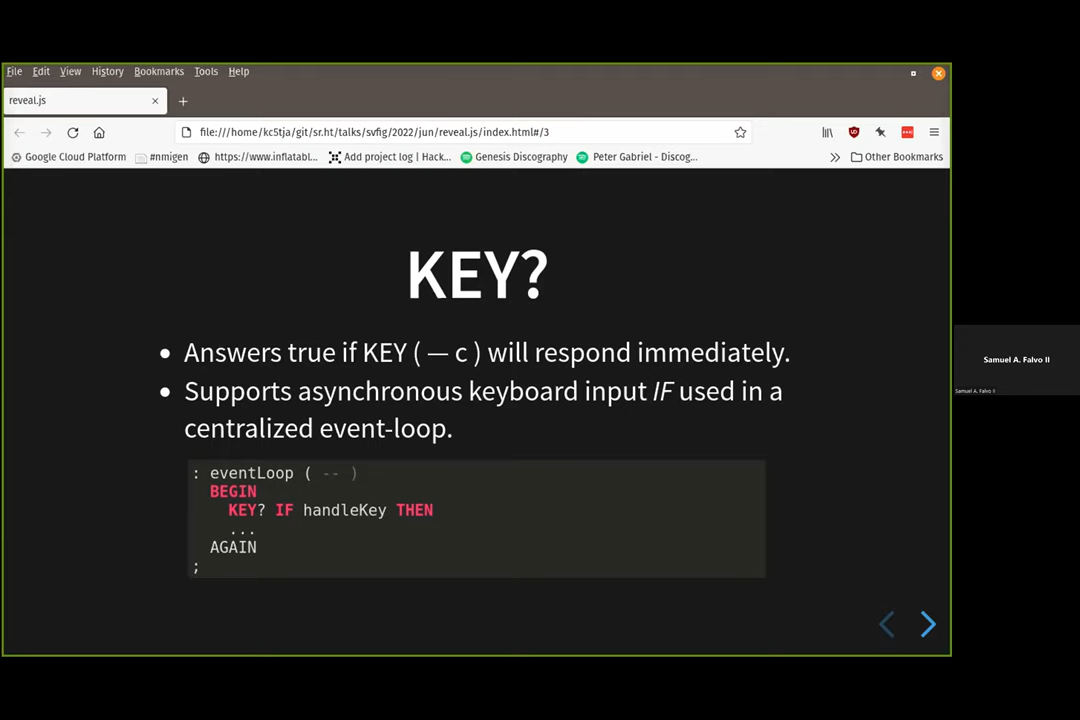 File Edit View History Bookmarks Tools Help
reveal.js
file:///home/kc5tja/git/sr.ht/talks/svfig/2022/jun/reveal.js/index.html#/3
Google Cloud Platform #nmigen https://www.inflatabl... Add project log | Hack... Genesis Discography Peter Gabriel - Discog... Other Bookmarks
KEY?
• Answers true if KEY ( — c ) will respond immediately.
• Supports asynchronous keyboard input IF used in a
centralized event-loop.
: eventLoop ( -- )
BEGIN
KEY? IF handleKey THEN
...
AGAIN
;
Samuel A. Falvo II
Samuel A. Falvo II